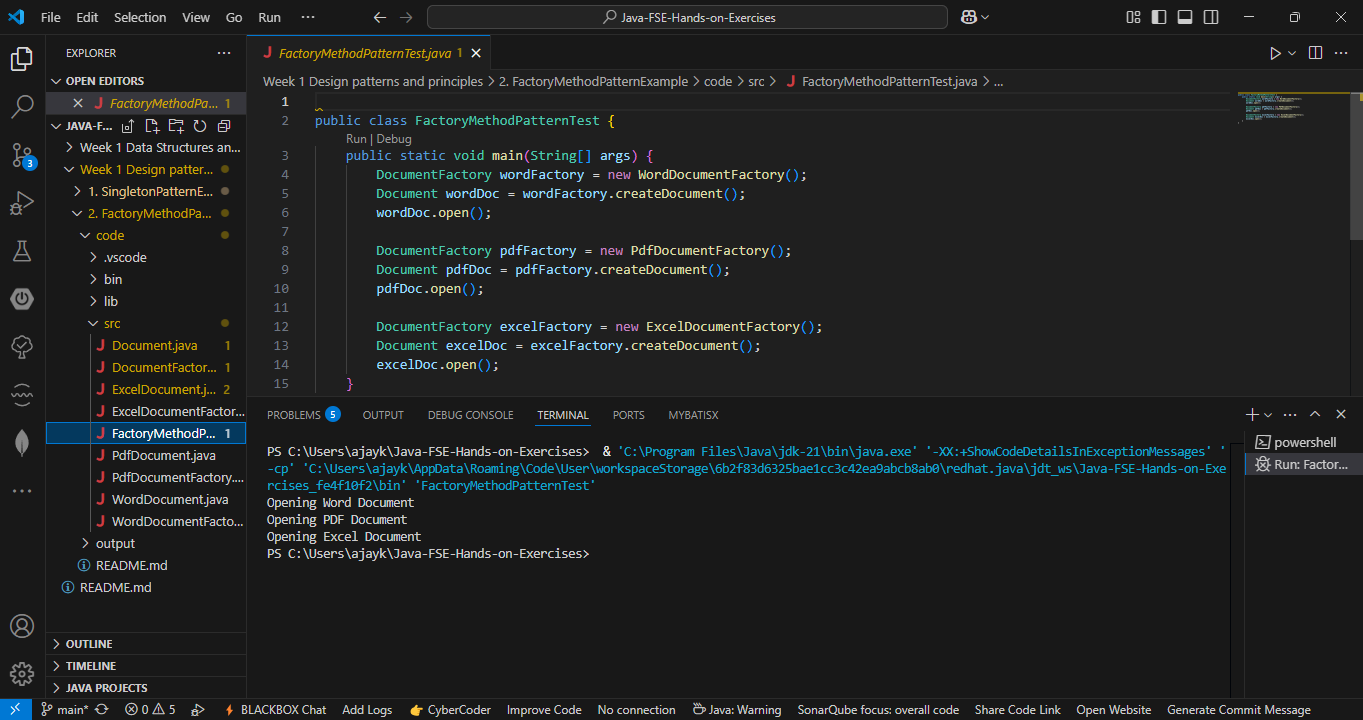 File Edit Selection View Go Run ··· Java-FSE-Hands-on-Exercises
EXPLORER ···
OPEN EDITORS
FactoryMethodPa... 1
JAVA-F...
Week 1 Data Structures an...
Week 1 Design patter...
1. SingletonPatternE...
2. FactoryMethodPa...
code
.vscode
bin
lib
src
Document.java 1
DocumentFactor... 1
ExcelDocument.j... 2
ExcelDocumentFactor...
FactoryMethodP... 1
PdfDocument.java
PdfDocumentFactory....
WordDocument.java
WordDocumentFacto...
output
README.md
README.md
OUTLINE
TIMELINE
JAVA PROJECTS
3
FactoryMethodPatternTest.java 1
Week 1 Design patterns and principles > 2. FactoryMethodPatternExample > code > src > FactoryMethodPatternTest.java > ...
1
2 public class FactoryMethodPatternTest {
Run | Debug
3 public static void main(String[] args) {
4 DocumentFactory wordFactory = new WordDocumentFactory();
5 Document wordDoc = wordFactory.createDocument();
6 wordDoc.open();
7
8 DocumentFactory pdfFactory = new PdfDocumentFactory();
9 Document pdfDoc = pdfFactory.createDocument();
10 pdfDoc.open();
11
12 DocumentFactory excelFactory = new ExcelDocumentFactory();
13 Document excelDoc = excelFactory.createDocument();
14 excelDoc.open();
15 }
PROBLEMS 5 OUTPUT DEBUG CONSOLE TERMINAL PORTS MYBATISX
PS C:\Users\ajayk\Java-FSE-Hands-on-Exercises>  & 'C:\Program Files\Java\jdk-21\bin\java.exe' '-XX:+ShowCodeDetailsInExceptionMessages' '
-cp' 'C:\Users\ajayk\AppData\Roaming\Code\User\workspaceStorage\6b2f83d6325bae1cc3c42ea9abcb8ab0\redhat.java\jdt_ws\Java-FSE-Hands-on-Exe
rcises_fe4f10f2\bin' 'FactoryMethodPatternTest'
Opening Word Document
Opening PDF Document
Opening Excel Document
PS C:\Users\ajayk\Java-FSE-Hands-on-Exercises>
powershell
Run: Factor...
main* 0 5 BLACKBOX Chat Add Logs CyberCoder Improve Code No connection Java: Warning SonarQube focus: overall code Share Code Link Open Website Generate Commit Message